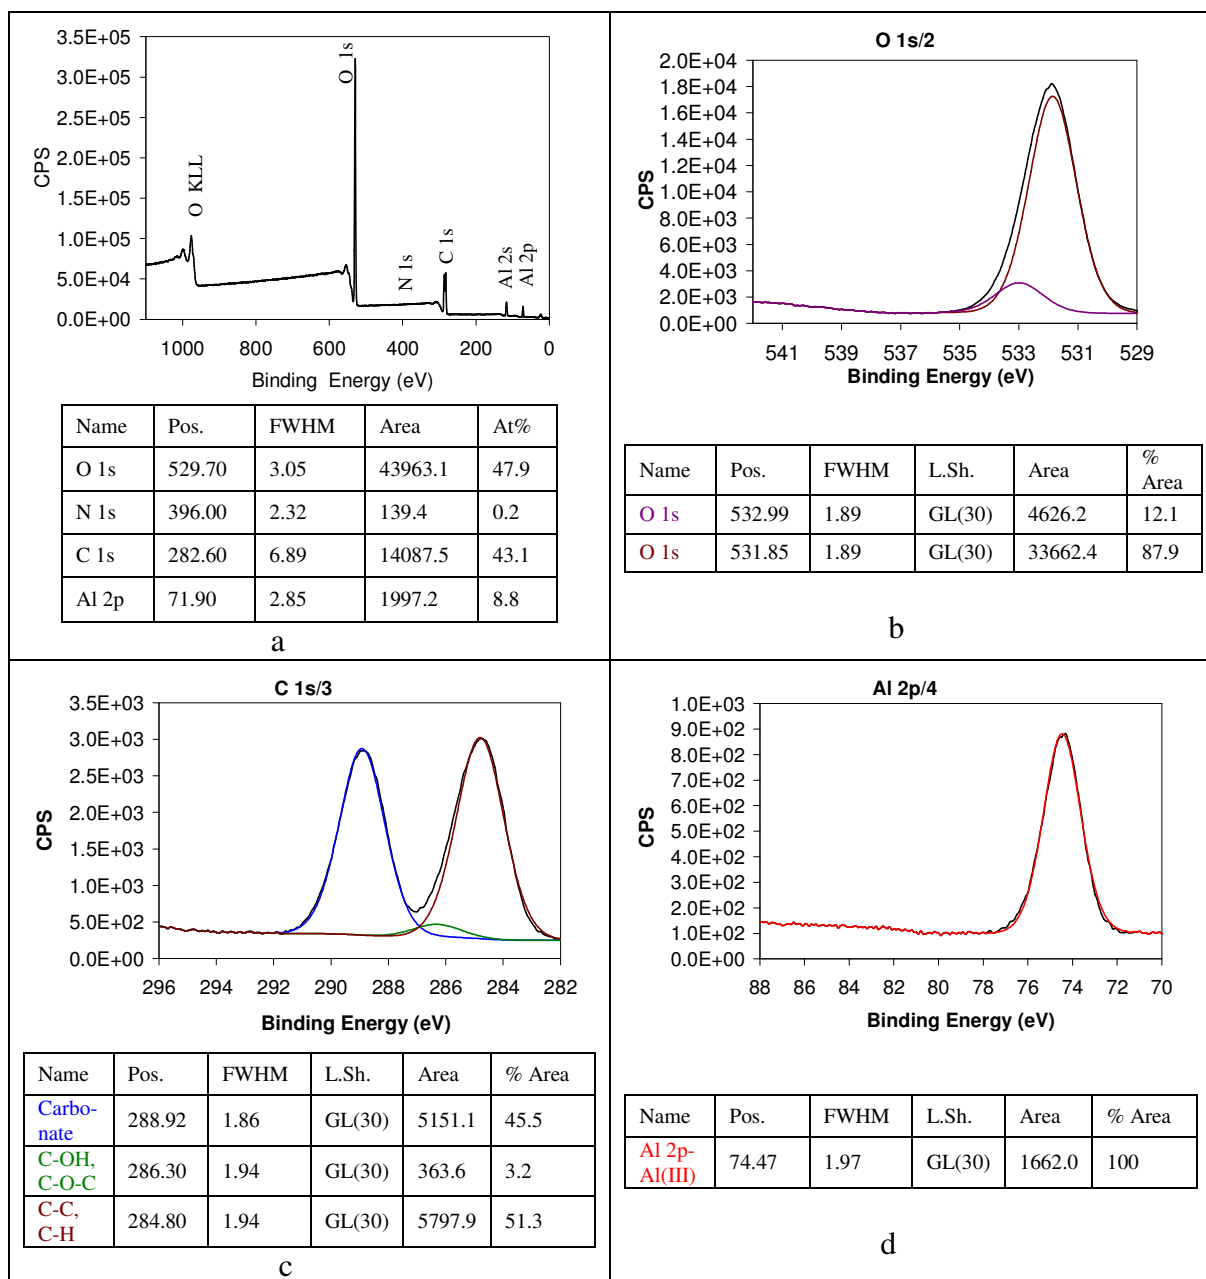 3.5E+05
3.0E+05
2.5E+05
2.0E+05
1.5E+05
1.0E+05
5.0E+04
0.0E+00
CPS
O KLL
O 1s
N 1s
C 1s
Al 2s
Al 2p
1000 800 600 400 200 0
Binding Energy (eV)
Name Pos. FWHM Area At%
O 1s 529.70 3.05 43963.1 47.9
N 1s 396.00 2.32 139.4 0.2
C 1s 282.60 6.89 14087.5 43.1
Al 2p 71.90 2.85 1997.2 8.8
a
O 1s/2
2.0E+04
1.8E+04
1.6E+04
1.4E+04
1.2E+04
1.0E+04
8.0E+03
6.0E+03
4.0E+03
2.0E+03
0.0E+00
CPS
541 539 537 535 533 531 529
Binding Energy (eV)
Name Pos. FWHM L.Sh. Area %
Area
O 1s 532.99 1.89 GL(30) 4626.2 12.1
O 1s 531.85 1.89 GL(30) 33662.4 87.9
b
C 1s/3
3.5E+03
3.0E+03
2.5E+03
2.0E+03
1.5E+03
1.0E+03
5.0E+02
0.0E+00
CPS
296 294 292 290 288 286 284 282
Binding Energy (eV)
Name Pos. FWHM L.Sh. Area % Area
Carbo-
nate 288.92 1.86 GL(30) 5151.1 45.5
C-OH,
C-O-C 286.30 1.94 GL(30) 363.6 3.2
C-C,
C-H 284.80 1.94 GL(30) 5797.9 51.3
c
Al 2p/4
1.0E+03
9.0E+02
8.0E+02
7.0E+02
6.0E+02
5.0E+02
4.0E+02
3.0E+02
2.0E+02
1.0E+02
0.0E+00
CPS
88 86 84 82 80 78 76 74 72 70
Binding Energy (eV)
Name Pos. FWHM L.Sh. Area % Area
Al 2p-
Al(III) 74.47 1.97 GL(30) 1662.0 100
d